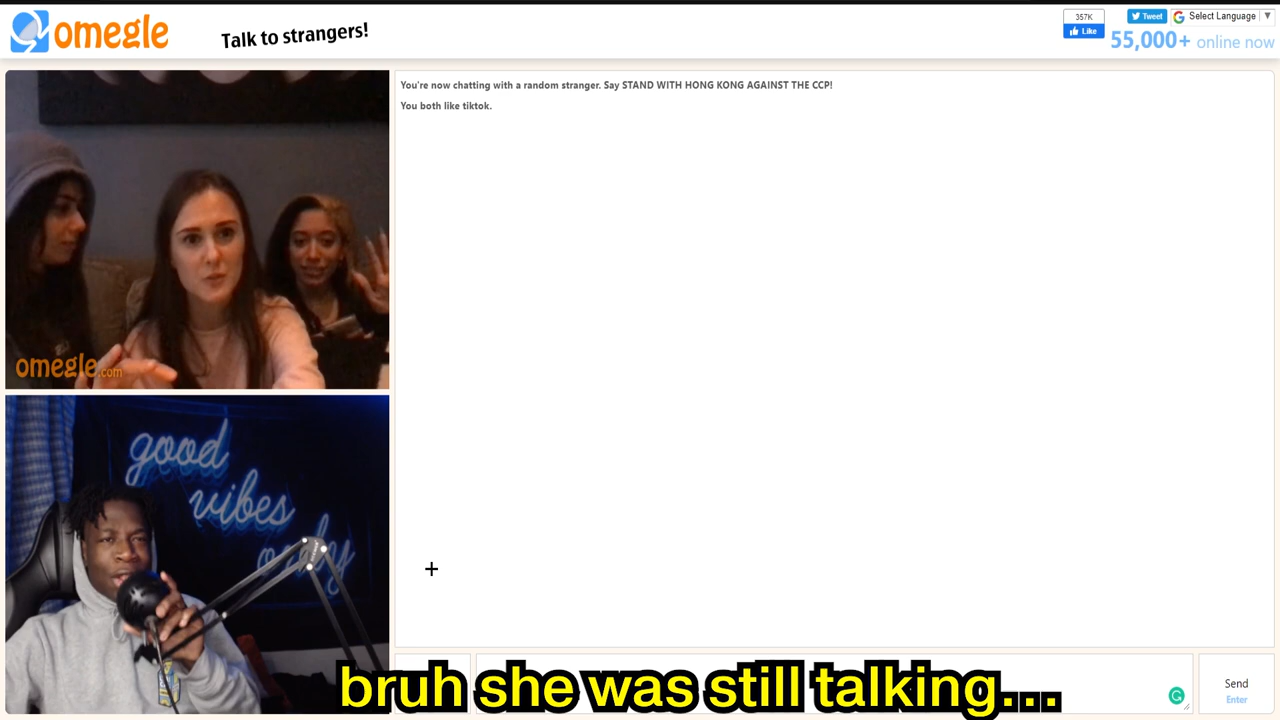 omegle
Talk to strangers!
357K
Like
Tweet
Select Language
55,000+ online now
You're now chatting with a random stranger. Say STAND WITH HONG KONG AGAINST THE CCP!
You both like tiktok.
omegle.com
good
vibes
only
Send
Enter
bruh she was still talking...